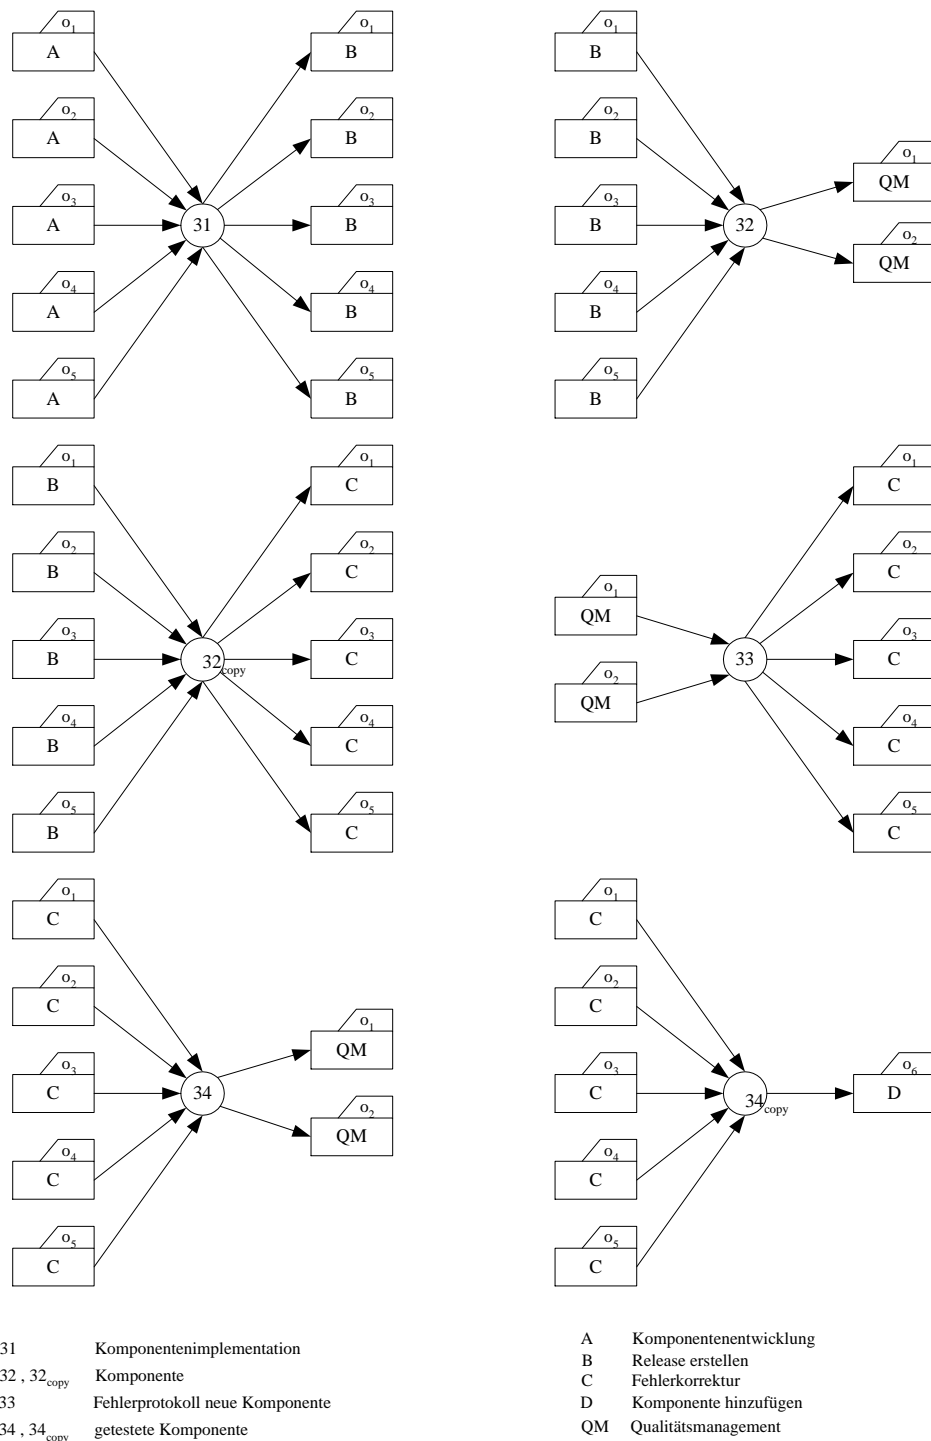 o1 o1 o1
A B B
o2 o2 o2
A B B
o1
QM
o3 o3 o3
A 31 B B 32
o2
QM
o4 o4 o4
A B B
o5 o5 o5
A B B
o1 o1 o1
B C C
o2 o2 o2
B C C
o1
QM
o3 o3 o3
B 32copy C 33 C
o2
QM
o4 o4 o4
B C C
o5 o5 o5
B C C
o1 o1
C C
o2 o2
C C
o1
QM
o3 o3 o6
C 34 C 34copy D
o2
QM
o4 o4
C C
o5 o5
C C
31 Komponentenimplementation
32 , 32copy Komponente
33 Fehlerprotokoll neue Komponente
34 , 34copy getestete Komponente
A Komponentenentwicklung
B Release erstellen
C Fehlerkorrektur
D Komponente hinzufügen
QM Qualitätsmanagement